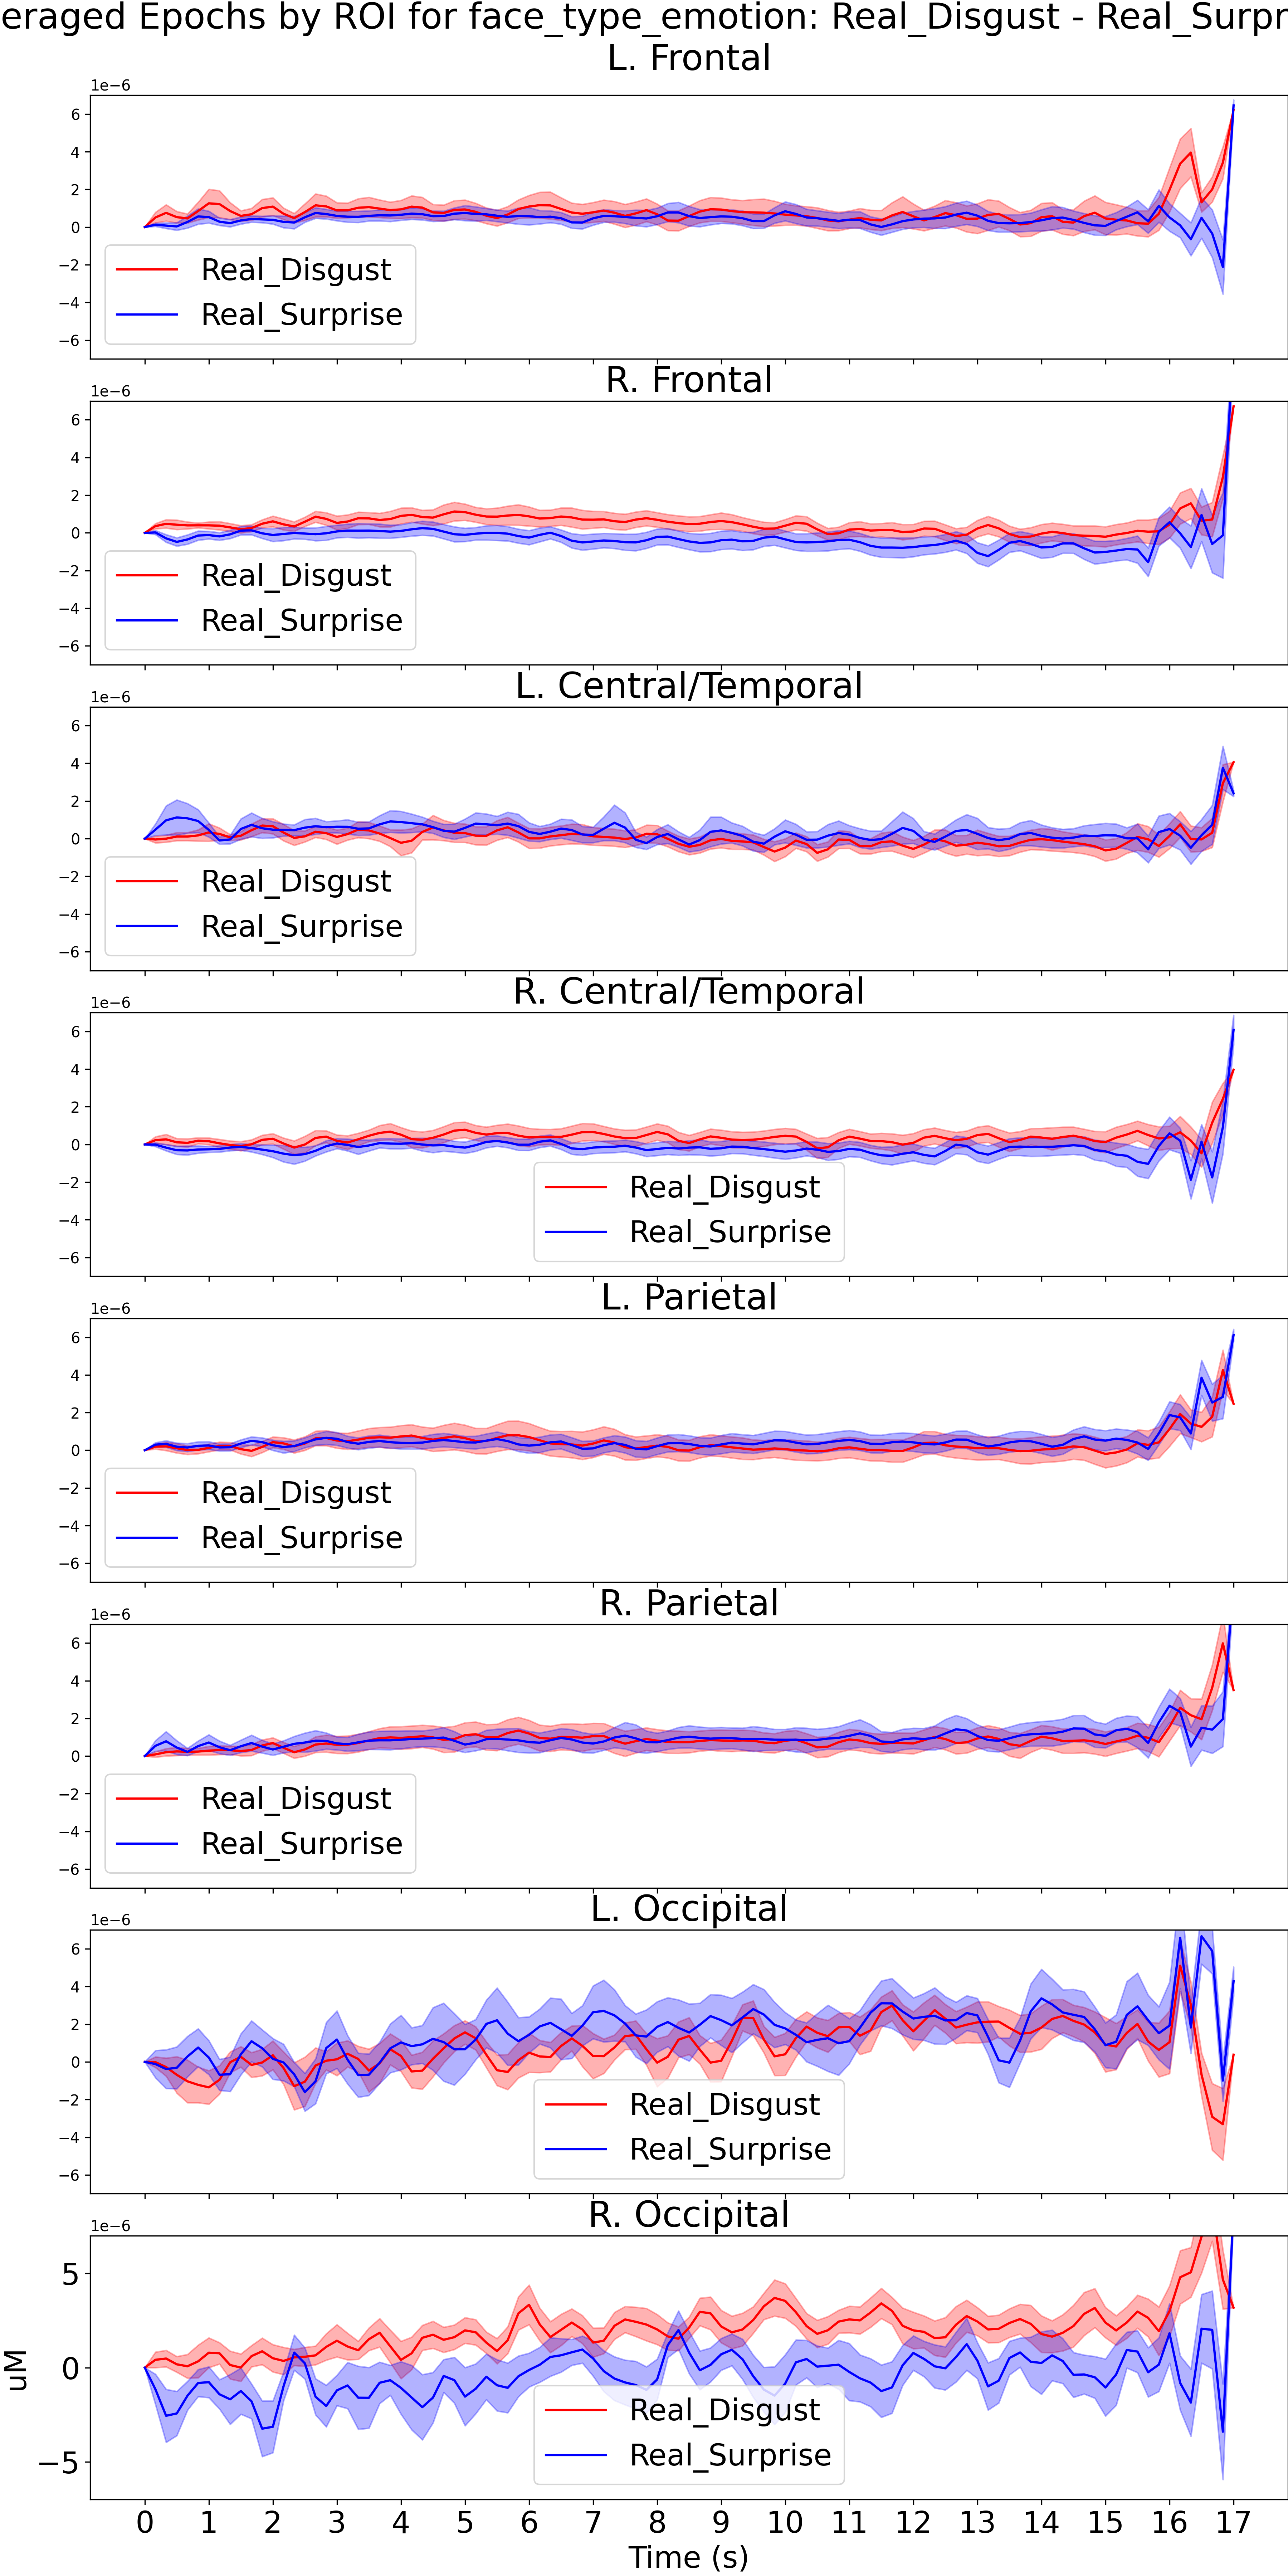 eraged Epochs by ROI for face_type_emotion: Real_Disgust - Real_Surpr
L. Frontal
1e−6
6
4
2
0
−2
−4
−6
Real_Disgust
Real_Surprise
R. Frontal
1e−6
6
4
2
0
−2
−4
−6
Real_Disgust
Real_Surprise
L. Central/Temporal
1e−6
6
4
2
0
−2
−4
−6
Real_Disgust
Real_Surprise
R. Central/Temporal
1e−6
6
4
2
0
−2
−4
−6
Real_Disgust
Real_Surprise
L. Parietal
1e−6
6
4
2
0
−2
−4
−6
Real_Disgust
Real_Surprise
R. Parietal
1e−6
6
4
2
0
−2
−4
−6
Real_Disgust
Real_Surprise
L. Occipital
1e−6
6
4
2
0
−2
−4
−6
Real_Disgust
Real_Surprise
R. Occipital
1e−6
5
0
−5
uM
Real_Disgust
Real_Surprise
0 1 2 3 4 5 6 7 8 9 10 11 12 13 14 15 16 17
Time (s)